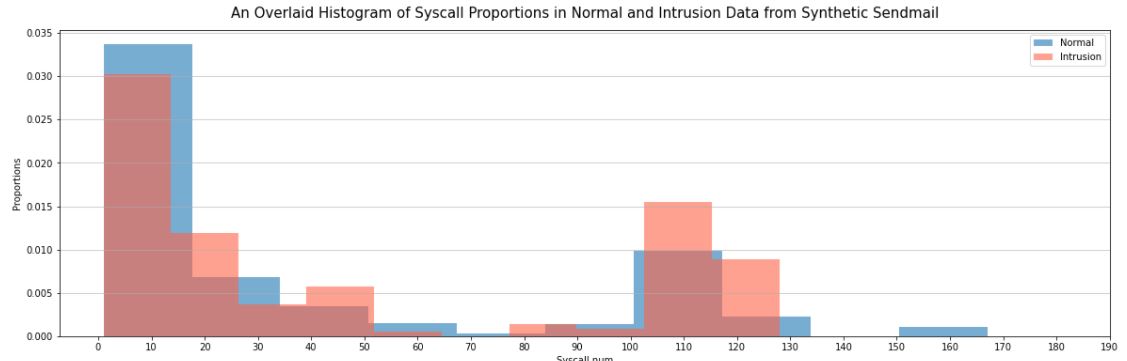 An Overlaid Histogram of Syscall Proportions in Normal and Intrusion Data from Synthetic Sendmail
0.035
0.030
0.025
0.020
0.015
0.010
0.005
0.000
Proportions
Normal
Intrusion
0 10 20 30 40 50 60 70 80 90 100 110 120 130 140 150 160 170 180 190
Syscall num